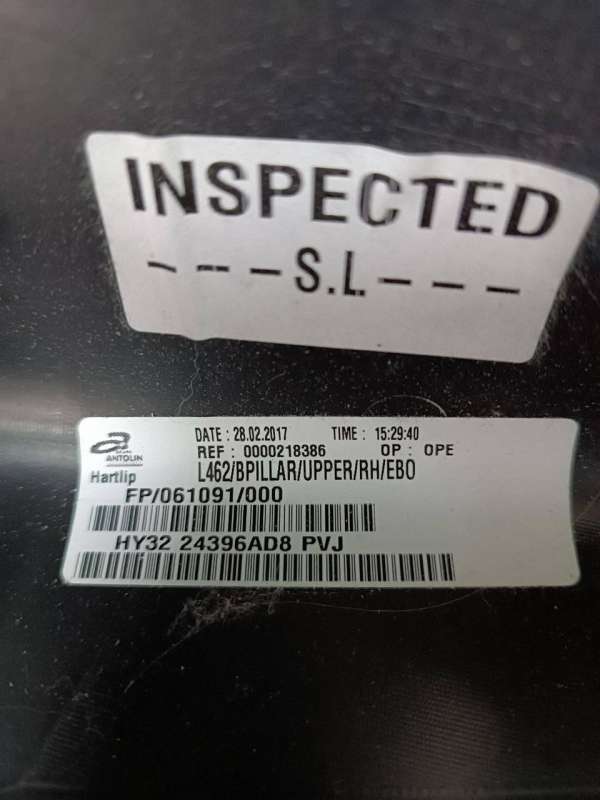 INSPECTED
- - - - S.L. - - - -
GRUPO
ANTOLIN
Hartlip
DATE : 28.02.2017 TIME : 15:29:40
REF : 0000218386 OP : OPE
L462/BPILLAR/UPPER/RH/EBO
FP/061091/000
HY32 24396AD8 PVJ